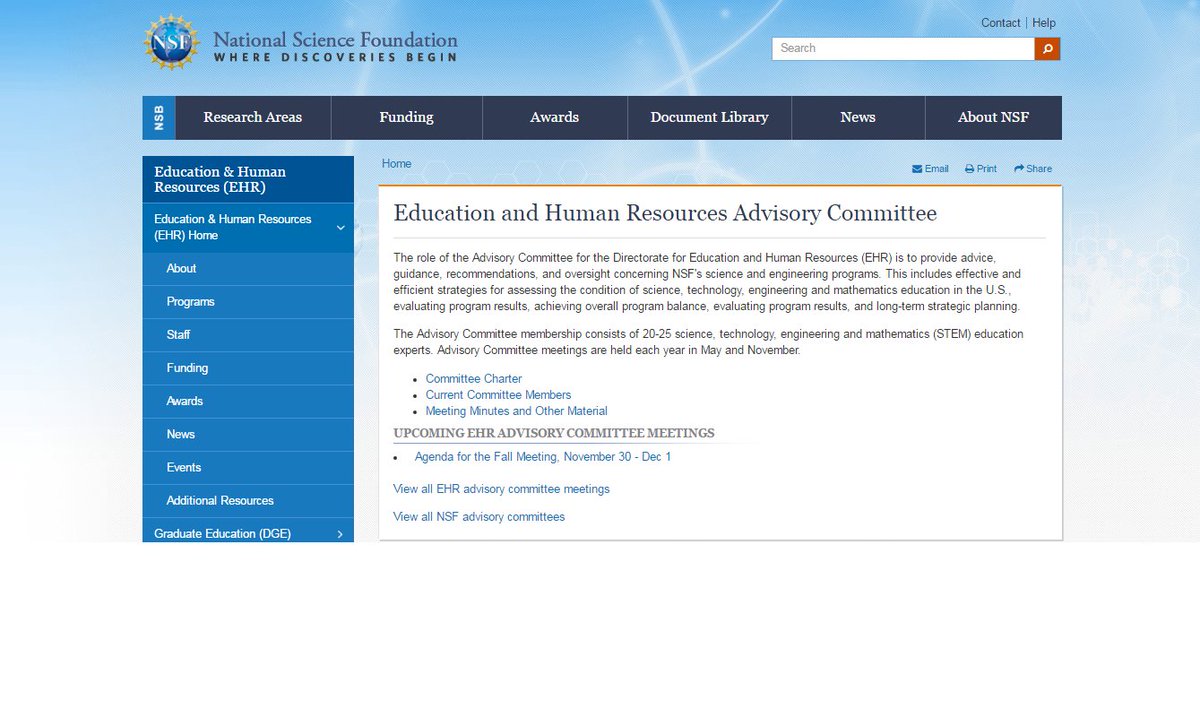 Contact | Help
NSF
National Science Foundation
WHERE DISCOVERIES BEGIN
Search
NSB
Research Areas
Funding
Awards
Document Library
News
About NSF
Education & Human
Resources (EHR)
Education & Human Resources
(EHR) Home
About
Programs
Staff
Funding
Awards
News
Events
Additional Resources
Graduate Education (DGE)
Home
Email
Print
Share
Education and Human Resources Advisory Committee
The role of the Advisory Committee for the Directorate for Education and Human Resources (EHR) is to provide advice,
guidance, recommendations, and oversight concerning NSF's science and engineering programs. This includes effective and
efficient strategies for assessing the condition of science, technology, engineering and mathematics education in the U.S.,
evaluating program results, achieving overall program balance, evaluating program results, and long-term strategic planning.
The Advisory Committee membership consists of 20-25 science, technology, engineering and mathematics (STEM) education
experts. Advisory Committee meetings are held each year in May and November.
• Committee Charter
• Current Committee Members
• Meeting Minutes and Other Material
UPCOMING EHR ADVISORY COMMITTEE MEETINGS
• Agenda for the Fall Meeting, November 30 - Dec 1
View all EHR advisory committee meetings
View all NSF advisory committees